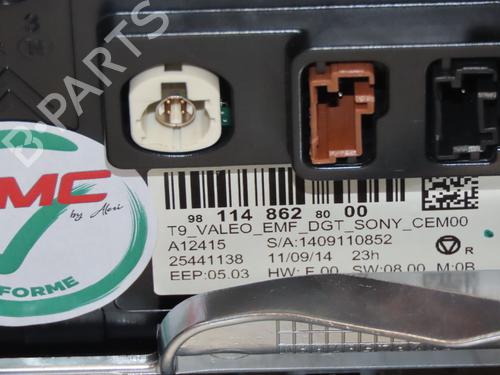 B-PARTS
MC
by Alori
FORME
98 114 862 80 00
T9_VALEO_EMF_DGT_SONY_CEM00
A12415 S/A:1409110852
25441138 11/09/14 23h
EEP:05.03 HW: F.00 SW:08.00 M:0B
R